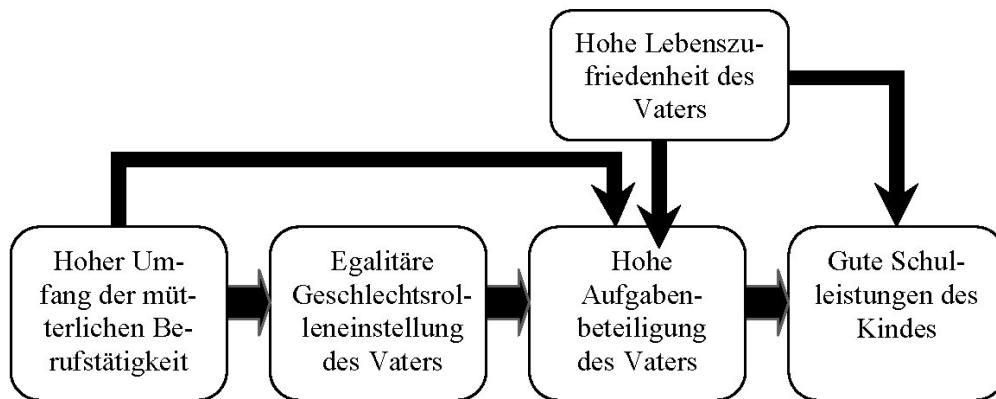 Hohe Lebenszu-
friedenheit des
Vaters
Hoher Um-
fang der müt-
terlichen Be-
rufstätigkeit
Egalitäre
Geschlechtsrol-
leneinstellung
des Vaters
Hohe
Aufgaben-
beteiligung
des Vaters
Gute Schul-
leistungen des
Kindes